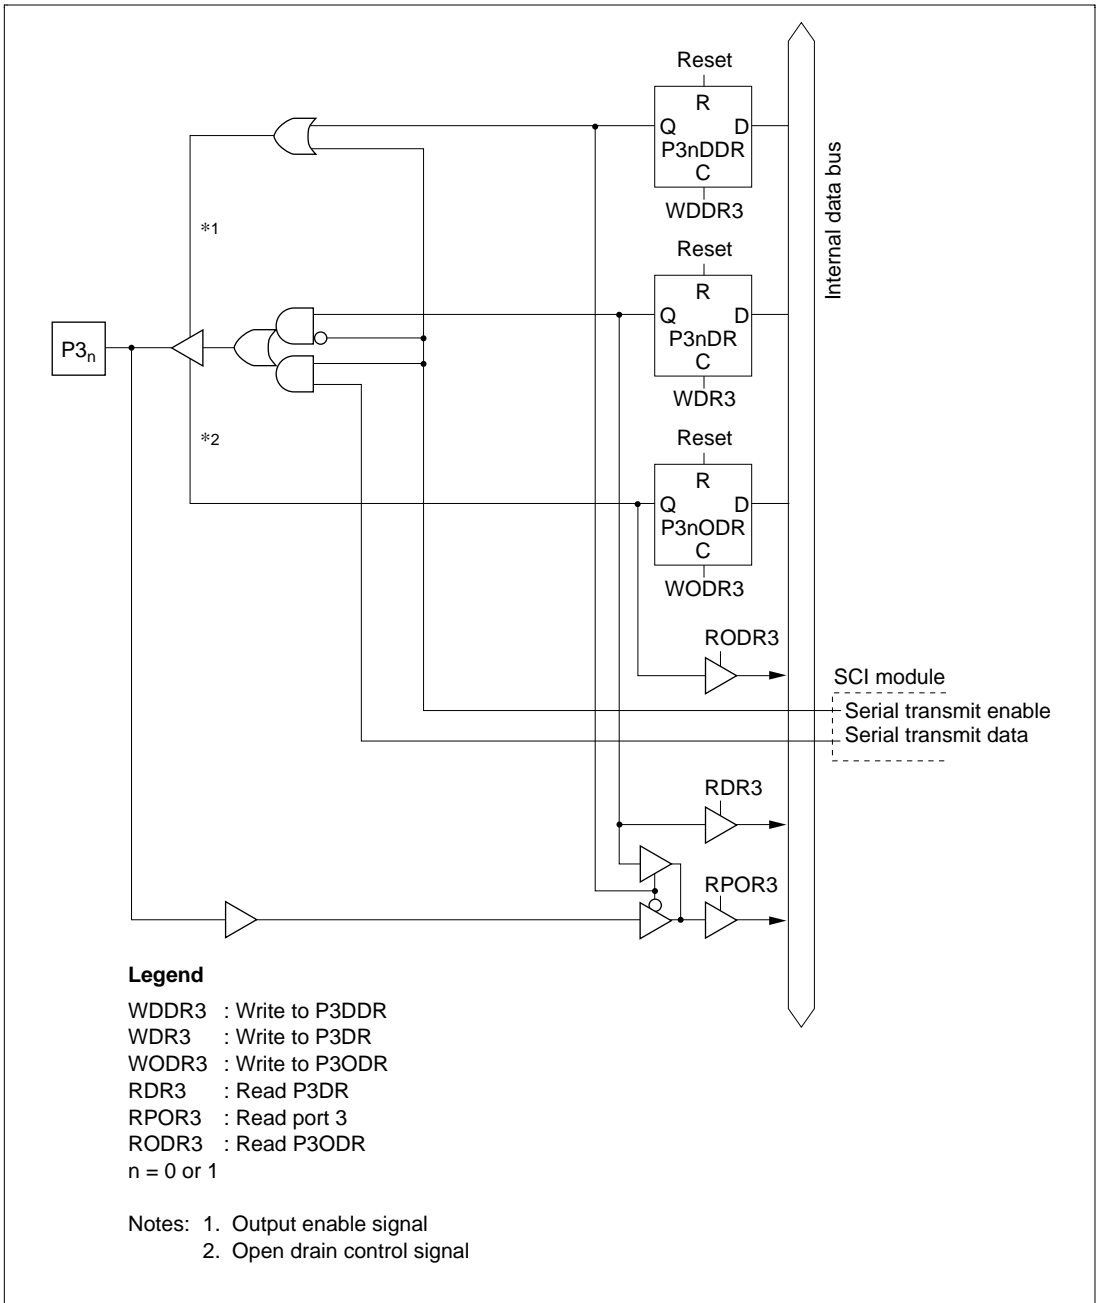 Reset
R
Q D
P3nDDR
C
WDDR3
Internal data bus
*1
Reset
R
Q D
P3nDR
C
WDR3
P3n
*2
Reset
R
Q D
P3nODR
C
WODR3
RODR3
SCI module
Serial transmit enable
Serial transmit data
RDR3
RPOR3
Legend
WDDR3 : Write to P3DDR
WDR3 : Write to P3DR
WODR3 : Write to P3ODR
RDR3 : Read P3DR
RPOR3 : Read port 3
RODR3 : Read P3ODR
n = 0 or 1
Notes: 1. Output enable signal
2. Open drain control signal